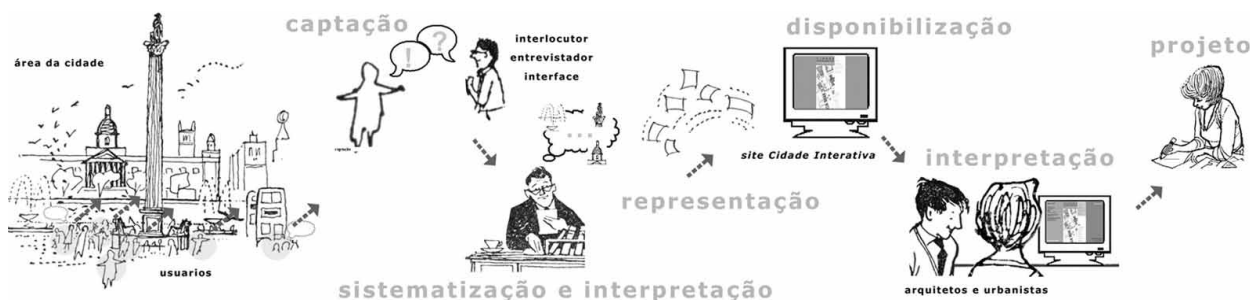 captação
disponibilização
projeto
área da cidade
interlocutor
entrevistador
interface
!
?
site Cidade Interativa
interpretação
representação
usuarios
sistematização e interpretação
arquitetos e urbanistas